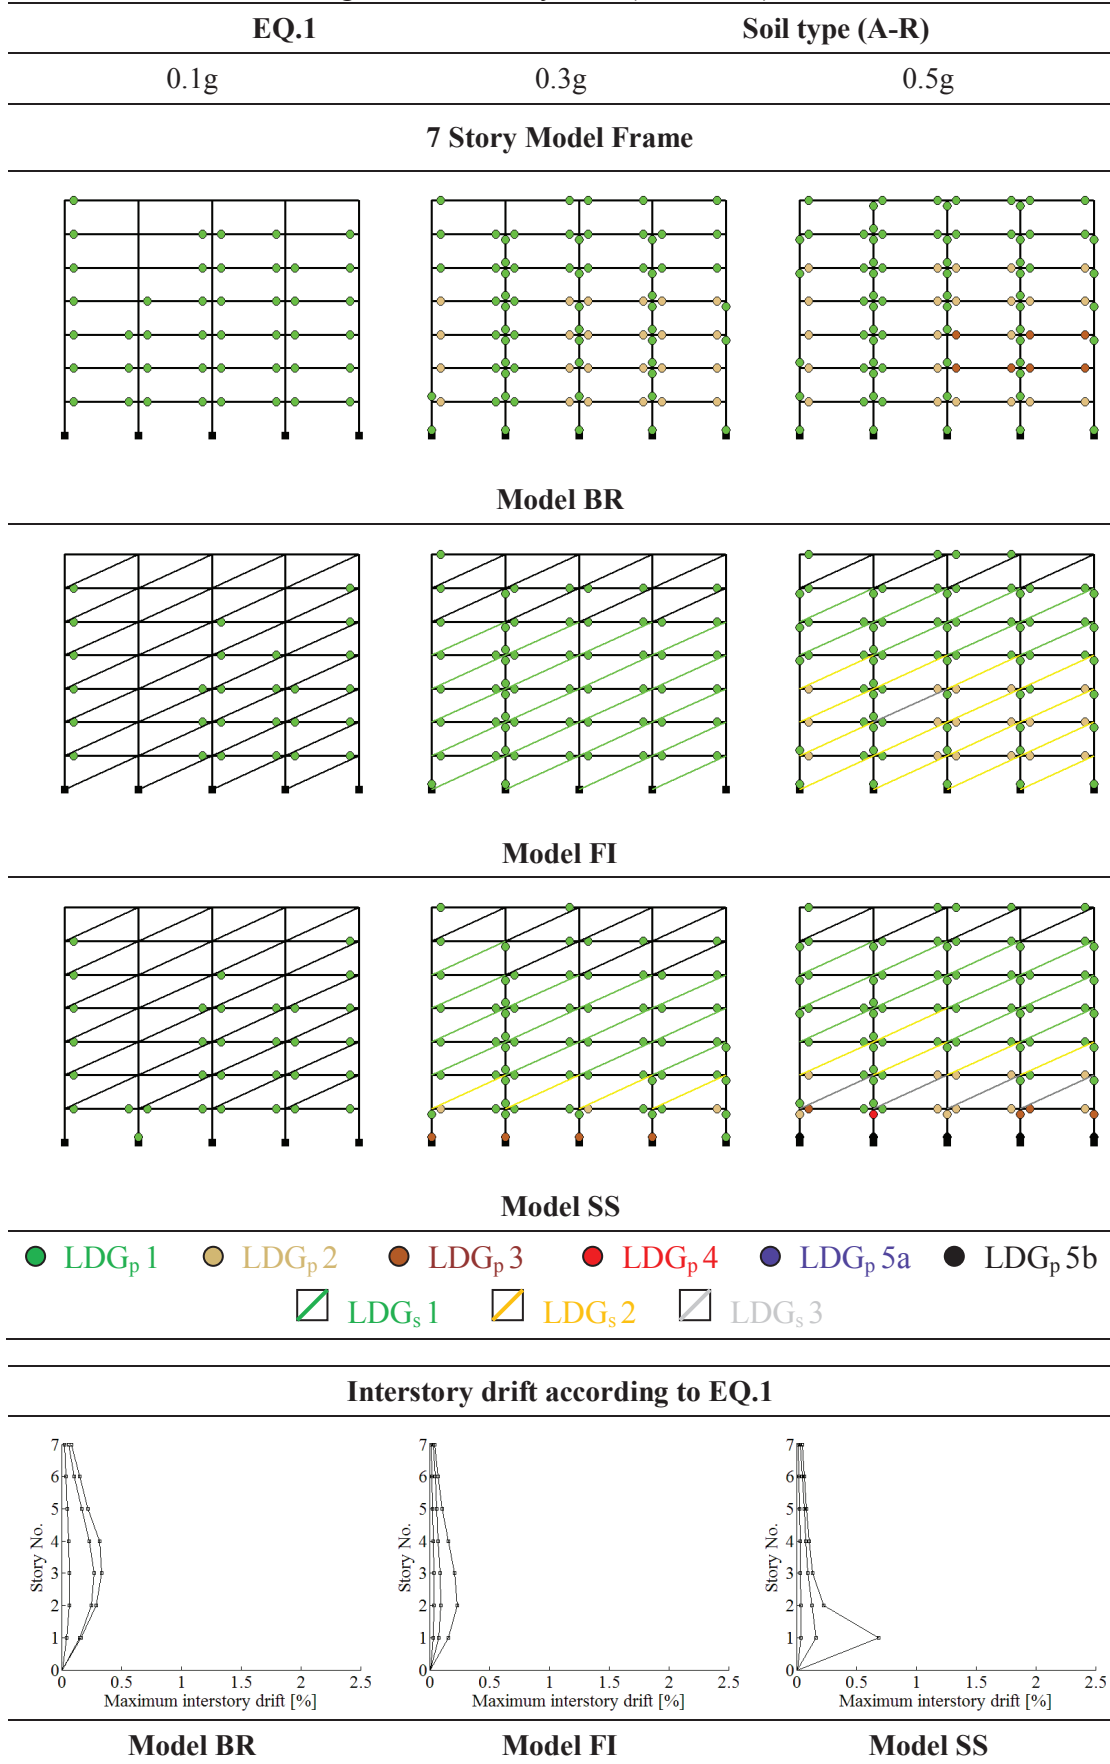 EQ.1 Soil type (A-R)
0.1g 0.3g 0.5g
7 Story Model Frame
Model BR
Model FI
Model SS
LDGp 1 LDGp 2 LDGp 3 LDGp 4 LDGp 5a LDGp 5b
LDGs 1 LDGs 2 LDGs 3
Interstory drift according to EQ.1
7
6
5
4
3
2
1
0
Story No.
0 0.5 1 1.5 2 2.5
Maximum interstory drift [%]
7
6
5
4
3
2
1
0
Story No.
0 0.5 1 1.5 2 2.5
Maximum interstory drift [%]
7
6
5
4
3
2
1
0
Story No.
0 0.5 1 1.5 2 2.5
Maximum interstory drift [%]
Model BR Model FI Model SS